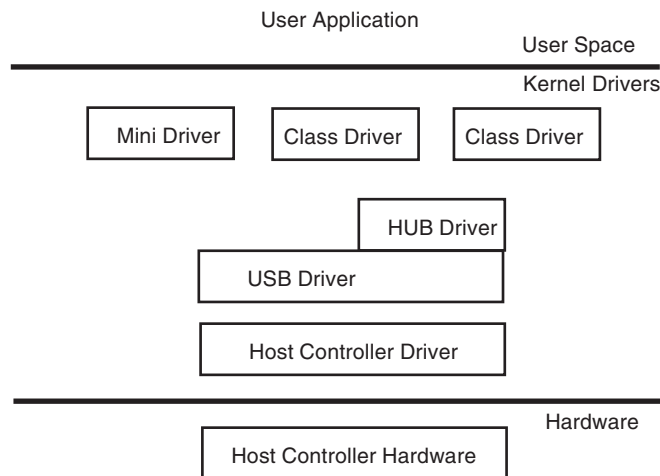 User Application
User Space
Kernel Drivers
Mini Driver
Class Driver
Class Driver
HUB Driver
USB Driver
Host Controller Driver
Hardware
Host Controller Hardware